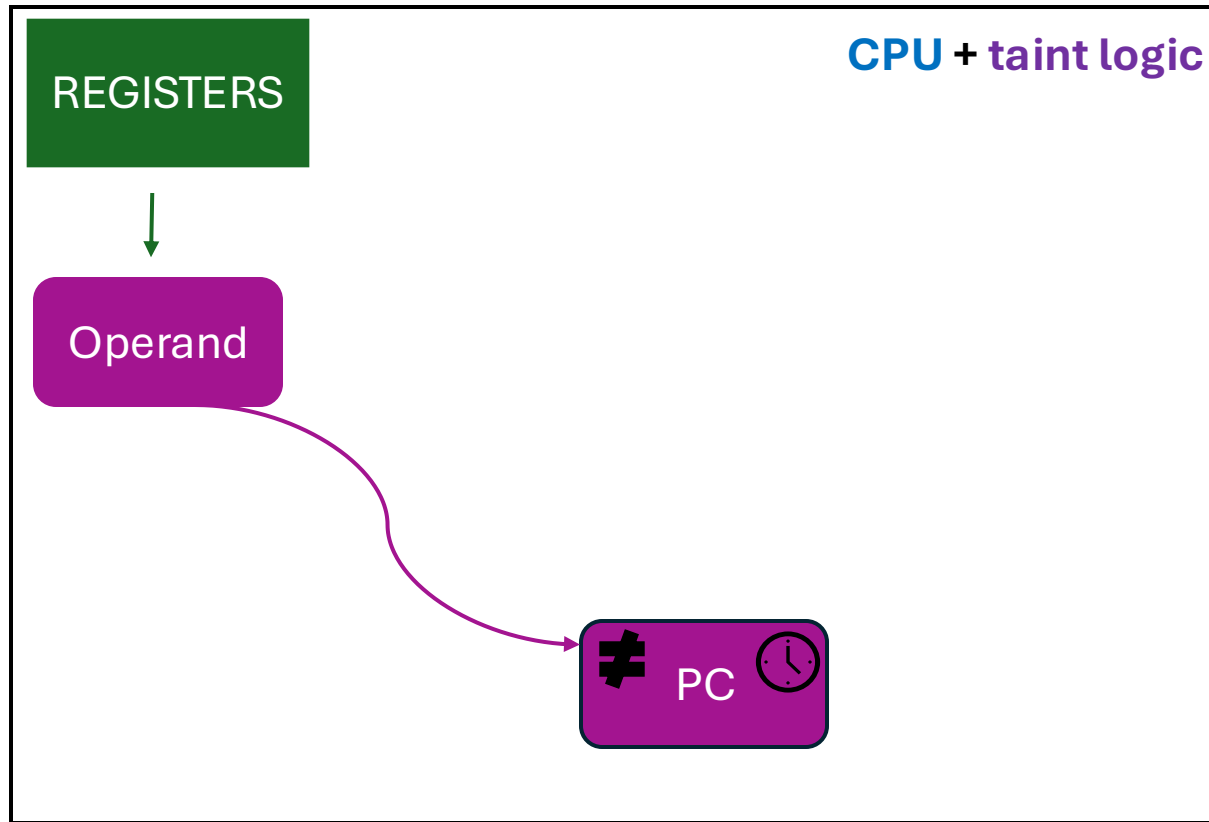 REGISTERS
CPU + taint logic
Operand
≠ PC